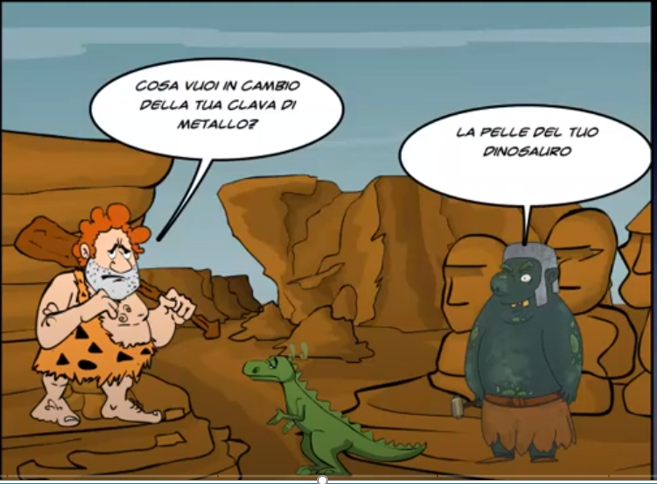 COSA VUOI IN CAMBIO
DELLA TUA CLAVA DI
METALLO?
LA PELLE DEL TUO
DINOSAURO